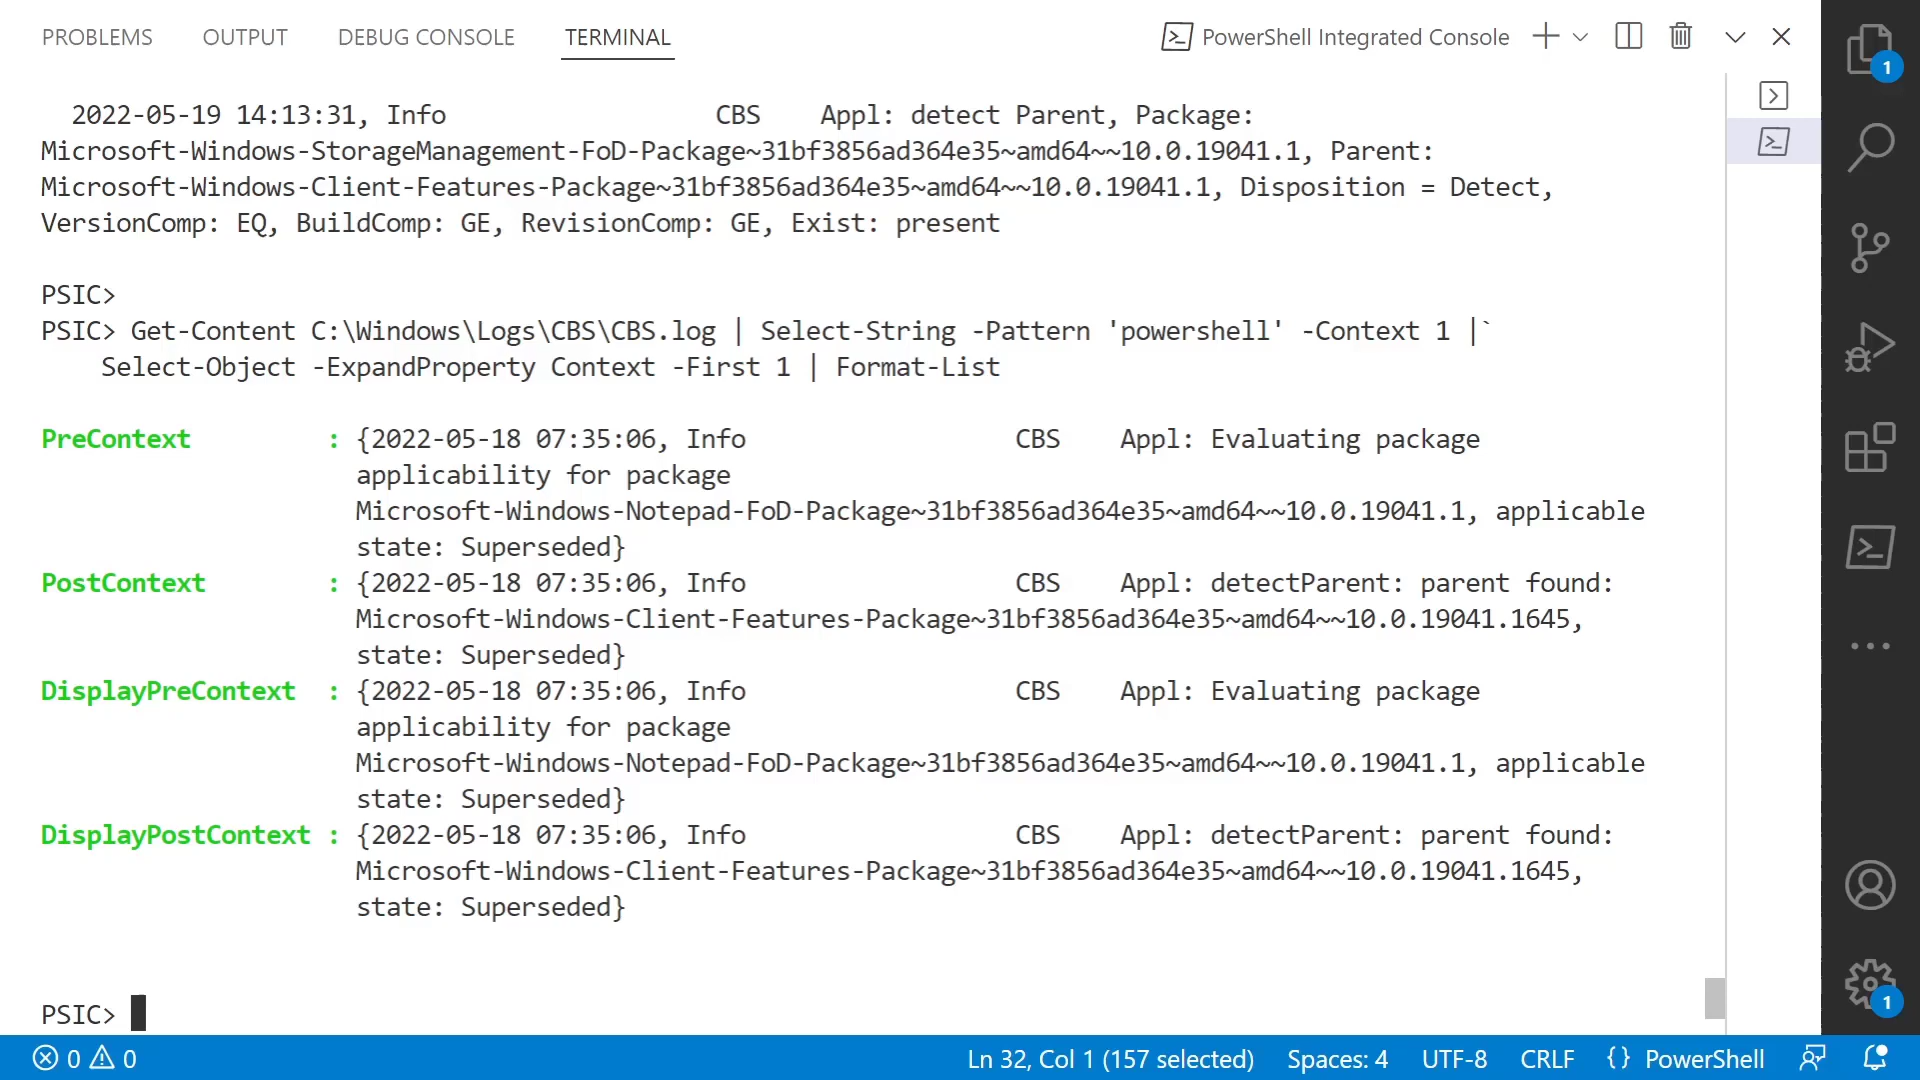 PROBLEMS OUTPUT DEBUG CONSOLE TERMINAL PowerShell Integrated Console
2022-05-19 14:13:31, Info CBS Appl: detect Parent, Package:
Microsoft-Windows-StorageManagement-FoD-Package~31bf3856ad364e35~amd64~~10.0.19041.1, Parent:
Microsoft-Windows-Client-Features-Package~31bf3856ad364e35~amd64~~10.0.19041.1, Disposition = Detect,
VersionComp: EQ, BuildComp: GE, RevisionComp: GE, Exist: present
PSIC>
PSIC> Get-Content C:\Windows\Logs\CBS\CBS.log | Select-String -Pattern 'powershell' -Context 1 |`
Select-Object -ExpandProperty Context -First 1 | Format-List
PreContext : {2022-05-18 07:35:06, Info CBS Appl: Evaluating package
applicability for package
Microsoft-Windows-Notepad-FoD-Package~31bf3856ad364e35~amd64~~10.0.19041.1, applicable
state: Superseded}
PostContext : {2022-05-18 07:35:06, Info CBS Appl: detectParent: parent found:
Microsoft-Windows-Client-Features-Package~31bf3856ad364e35~amd64~~10.0.19041.1645,
state: Superseded}
DisplayPreContext : {2022-05-18 07:35:06, Info CBS Appl: Evaluating package
applicability for package
Microsoft-Windows-Notepad-FoD-Package~31bf3856ad364e35~amd64~~10.0.19041.1, applicable
state: Superseded}
DisplayPostContext : {2022-05-18 07:35:06, Info CBS Appl: detectParent: parent found:
Microsoft-Windows-Client-Features-Package~31bf3856ad364e35~amd64~~10.0.19041.1645,
state: Superseded}
PSIC>
0 0 Ln 32, Col 1 (157 selected) Spaces: 4 UTF-8 CRLF {} PowerShell
1
1